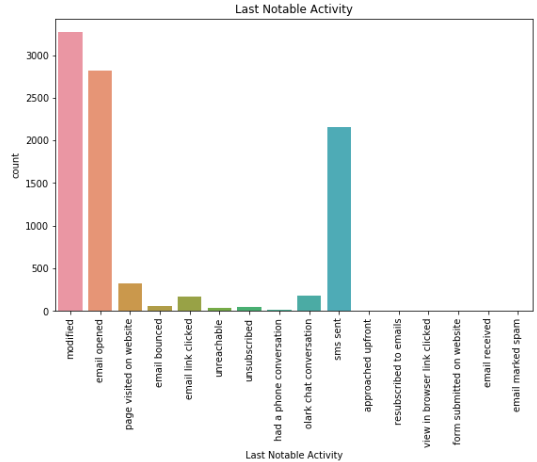 Last Notable Activity
count
3000
2500
2000
1500
1000
500
0
modified
email opened
page visited on website
email bounced
email link clicked
unreachable
unsubscribed
had a phone conversation
olark chat conversation
sms sent
approached upfront
resubscribed to emails
view in browser link clicked
form submitted on website
email received
email marked spam
Last Notable Activity